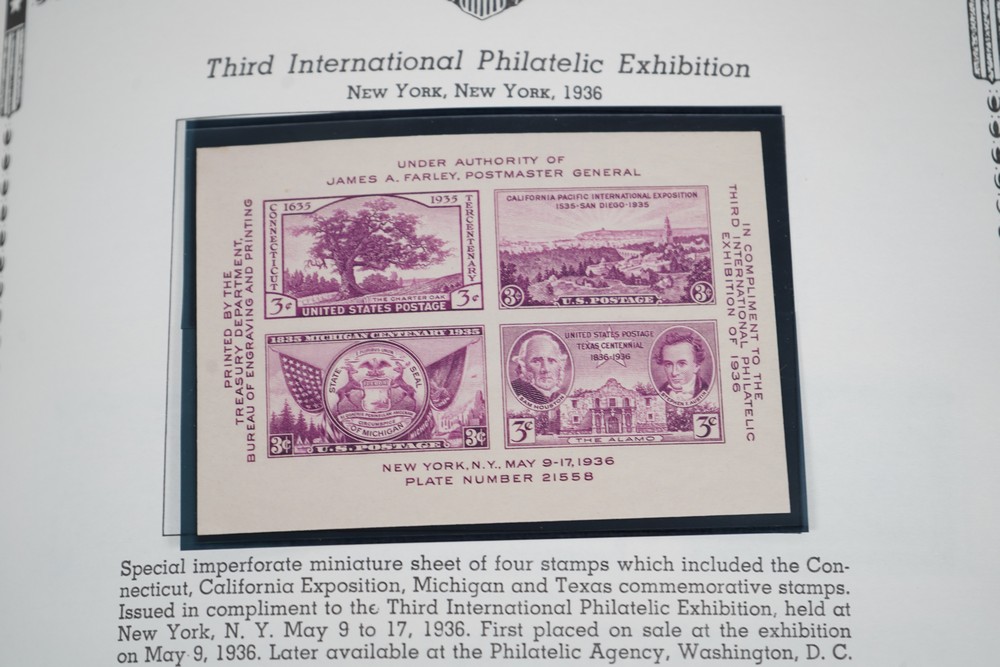 Third International Philatelic Exhibition
New York, New York, 1936
UNDER AUTHORITY OF
JAMES A. FARLEY, POSTMASTER GENERAL
PRINTED BY THE
TREASURY DEPARTMENT,
BUREAU OF ENGRAVING AND PRINTING
1635 1935
CONNECTICUT
TERCENTENARY
THE CHARTER OAK
3¢ 3¢
UNITED STATES POSTAGE
CALIFORNIA PACIFIC INTERNATIONAL EXPOSITION
1535-SAN DIEGO-1935
3¢ U.S. POSTAGE 3¢
1835 MICHIGAN CENTENARY 1935
STATE SEAL
OF MICHIGAN
3¢ U.S. POSTAGE 3¢
UNITED STATES POSTAGE
TEXAS CENTENNIAL
1836-1936
SAM HOUSTON
STEPHEN F. AUSTIN
3¢ 3¢
THE ALAMO
IN COMPLIMENT TO THE
THIRD INTERNATIONAL PHILATELIC
EXHIBITION OF 1936
NEW YORK, N.Y., MAY 9-17, 1936
PLATE NUMBER 21558
Special imperforate miniature sheet of four stamps which included the Con-
necticut, California Exposition, Michigan and Texas commemorative stamps.
Issued in compliment to the Third International Philatelic Exhibition, held at
New York, N. Y. May 9 to 17, 1936. First placed on sale at the exhibition
on May 9, 1936. Later available at the Philatelic Agency, Washington, D. C.